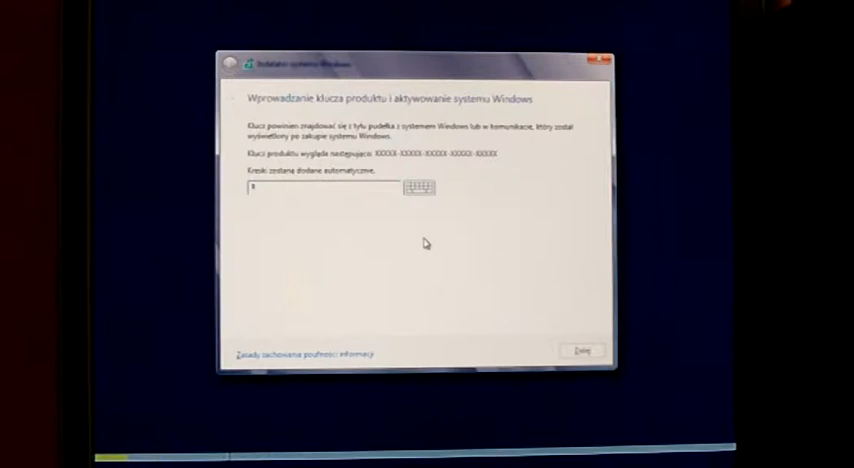 Instalator systemu Windows
Wprowadzanie klucza produktu i aktywowanie systemu Windows
Klucz powinien znajdować się z tyłu pudełka z systemem Windows lub w komunikacie, który został
wyświetlony po zakupie systemu Windows.
Klucz produktu wygląda następująco: XXXXX-XXXXX-XXXXX-XXXXX-XXXXX
Kreski zostaną dodane automatycznie.
Zasady zachowania poufności informacji
Dalej